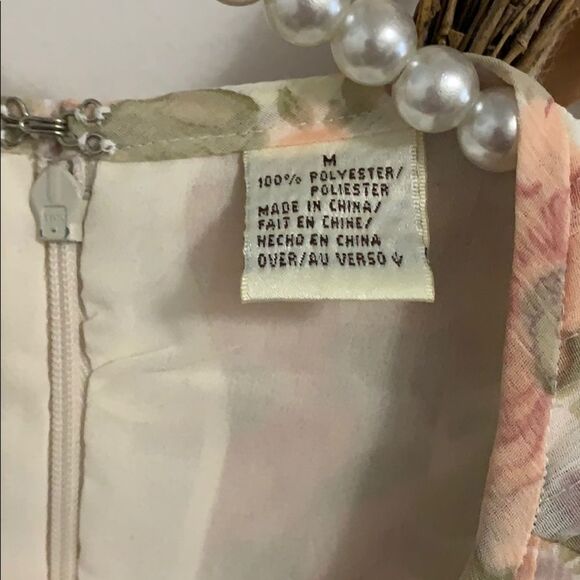 M
100% POLYESTER/
POLIESTER
MADE IN CHINA/
FAIT EN CHINE/
HECHO EN CHINA
OVER/AU VERSO ↓